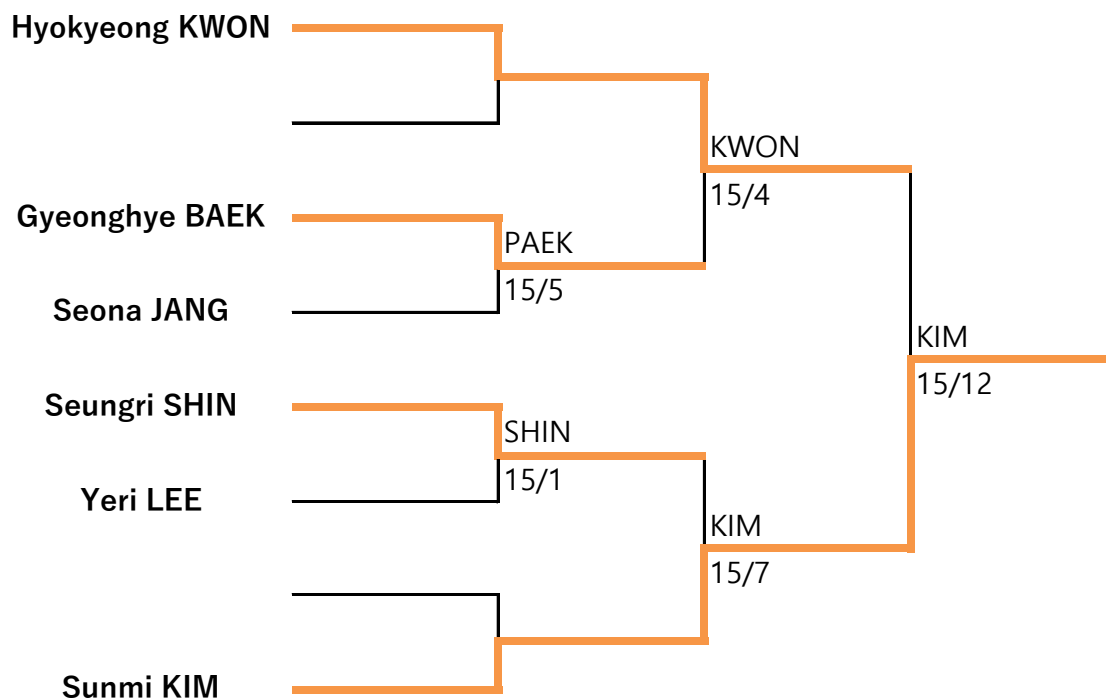 Hyokyeong KWON
KWON
15/4
Gyeonghye BAEK
PAEK
15/5
Seona JANG
KIM
15/12
Seungri SHIN
SHIN
15/1
Yeri LEE
KIM
15/7
Sunmi KIM